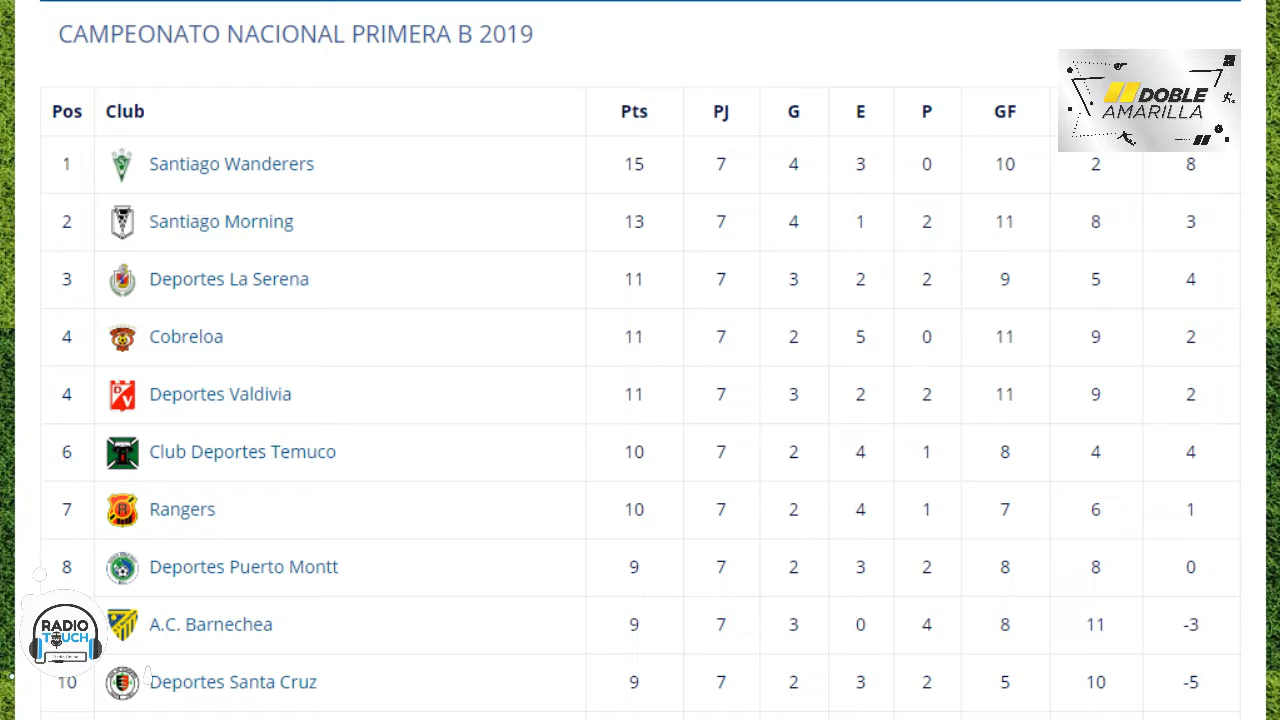 CAMPEONATO NACIONAL PRIMERA B 2019
DOBLE
AMARILLA
Pos Club Pts PJ G E P GF
1 Santiago Wanderers 15 7 4 3 0 10 2 8
2 Santiago Morning 13 7 4 1 2 11 8 3
3 Deportes La Serena 11 7 3 2 2 9 5 4
4 Cobreloa 11 7 2 5 0 11 9 2
4 Deportes Valdivia 11 7 3 2 2 11 9 2
6 Club Deportes Temuco 10 7 2 4 1 8 4 4
7 Rangers 10 7 2 4 1 7 6 1
8 Deportes Puerto Montt 9 7 2 3 2 8 8 0
A.C. Barnechea 9 7 3 0 4 8 11 -3
10 Deportes Santa Cruz 9 7 2 3 2 5 10 -5
RADIO
TOUCH